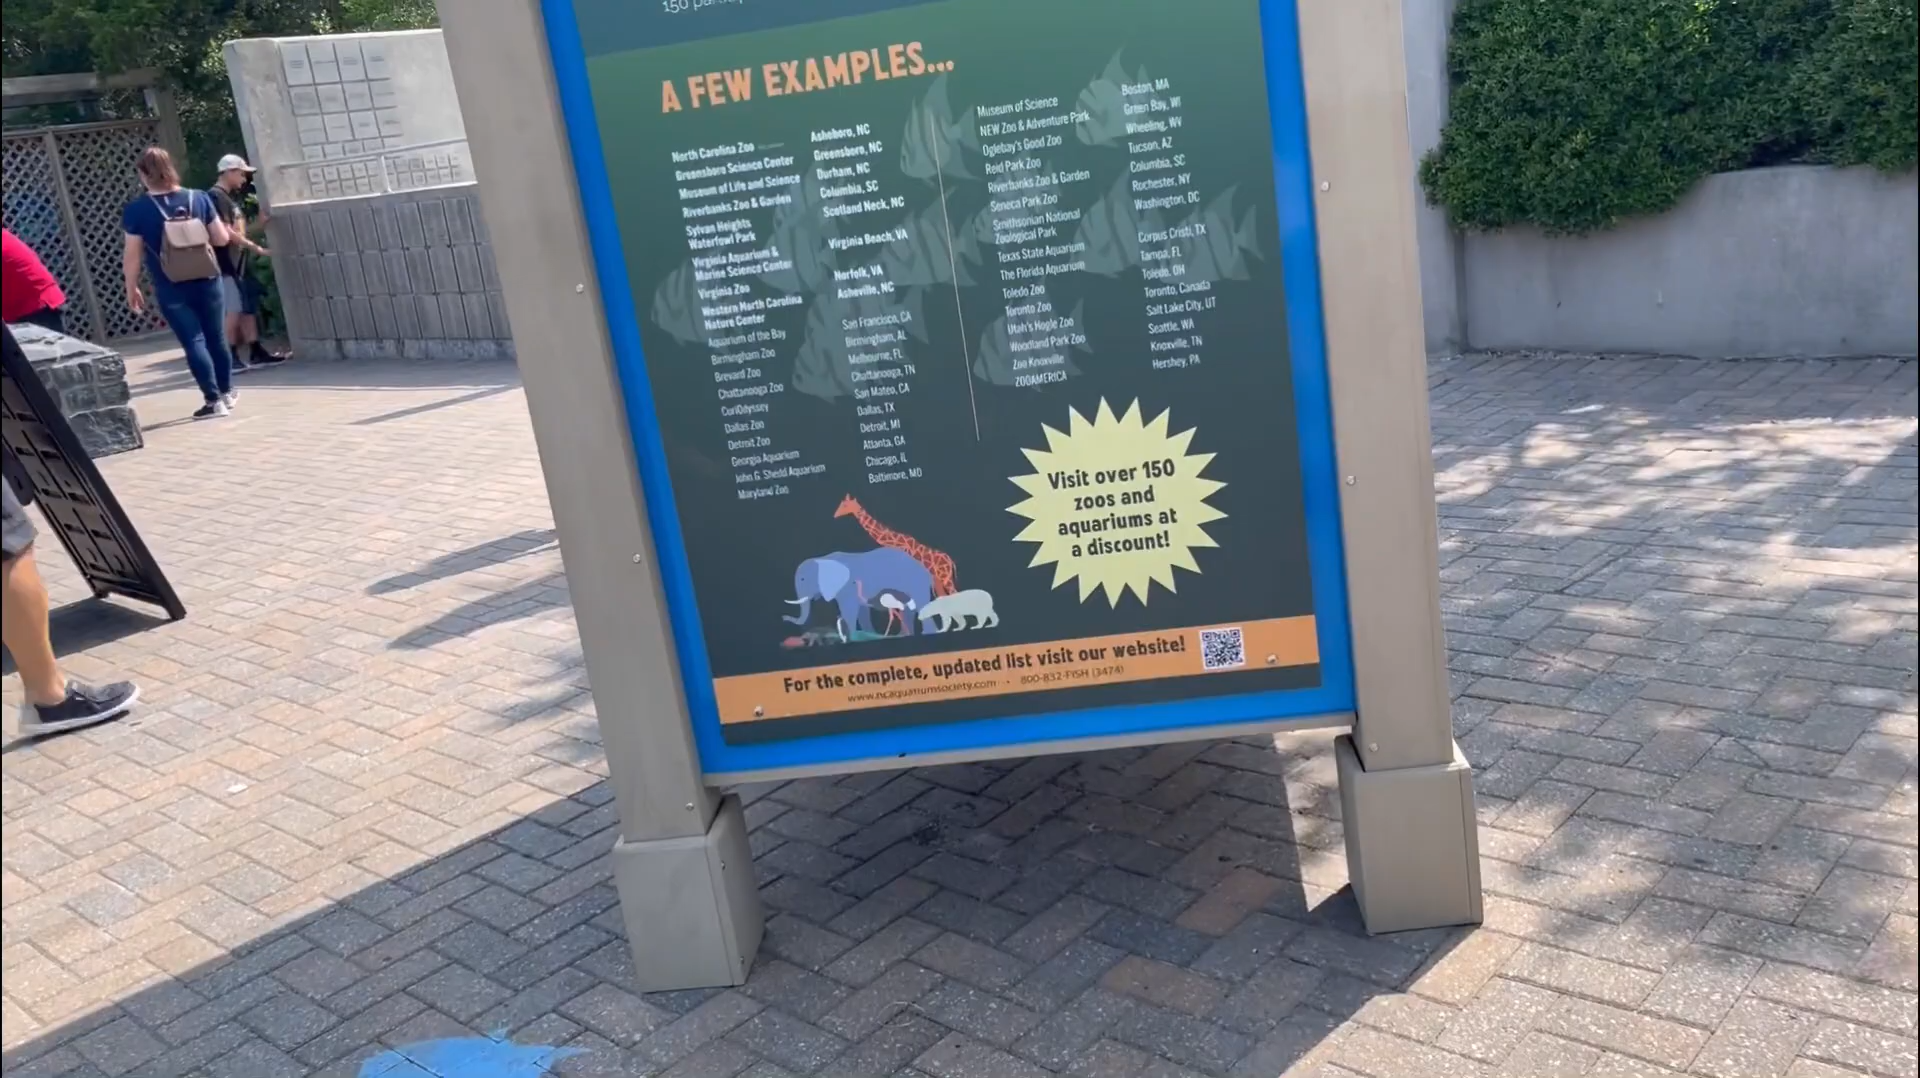 150
A FEW EXAMPLES...
North Carolina Zoo Asheboro, NC
Greensboro Science Center Greensboro, NC
Museum of Life and Science Durham, NC
Riverbanks Zoo & Garden Columbia, SC
Sylvan Heights Scotland Neck, NC
Waterfowl Park
Virginia Aquarium & Virginia Beach, VA
Marine Science Center
Virginia Zoo Norfolk, VA
Western North Carolina Asheville, NC
Nature Center
Aquarium of the Bay San Francisco, CA
Birmingham Zoo Birmingham, AL
Brevard Zoo Melbourne, FL
Chattanooga Zoo Chattanooga, TN
CuriOdyssey San Mateo, CA
Dallas Zoo Dallas, TX
Detroit Zoo Detroit, MI
Georgia Aquarium Atlanta, GA
John G. Shedd Aquarium Chicago, IL
Maryland Zoo Baltimore, MD
Museum of Science Boston, MA
NEW Zoo & Adventure Park Green Bay, WI
Oglebay's Good Zoo Wheeling, WV
Reid Park Zoo Tucson, AZ
Riverbanks Zoo & Garden Columbia, SC
Seneca Park Zoo Rochester, NY
Smithsonian National Washington, DC
Zoological Park
Texas State Aquarium Corpus Cristi, TX
The Florida Aquarium Tampa, FL
Toledo Zoo Toledo, OH
Toronto Zoo Toronto, Canada
Utah's Hogle Zoo Salt Lake City, UT
Woodland Park Zoo Seattle, WA
Zoo Knoxville Knoxville, TN
ZOOAMERICA Hershey, PA
Visit over 150
zoos and
aquariums at
a discount!
For the complete, updated list visit our website!
www.ncaquariumsociety.com • 800-832-FISH (3474)